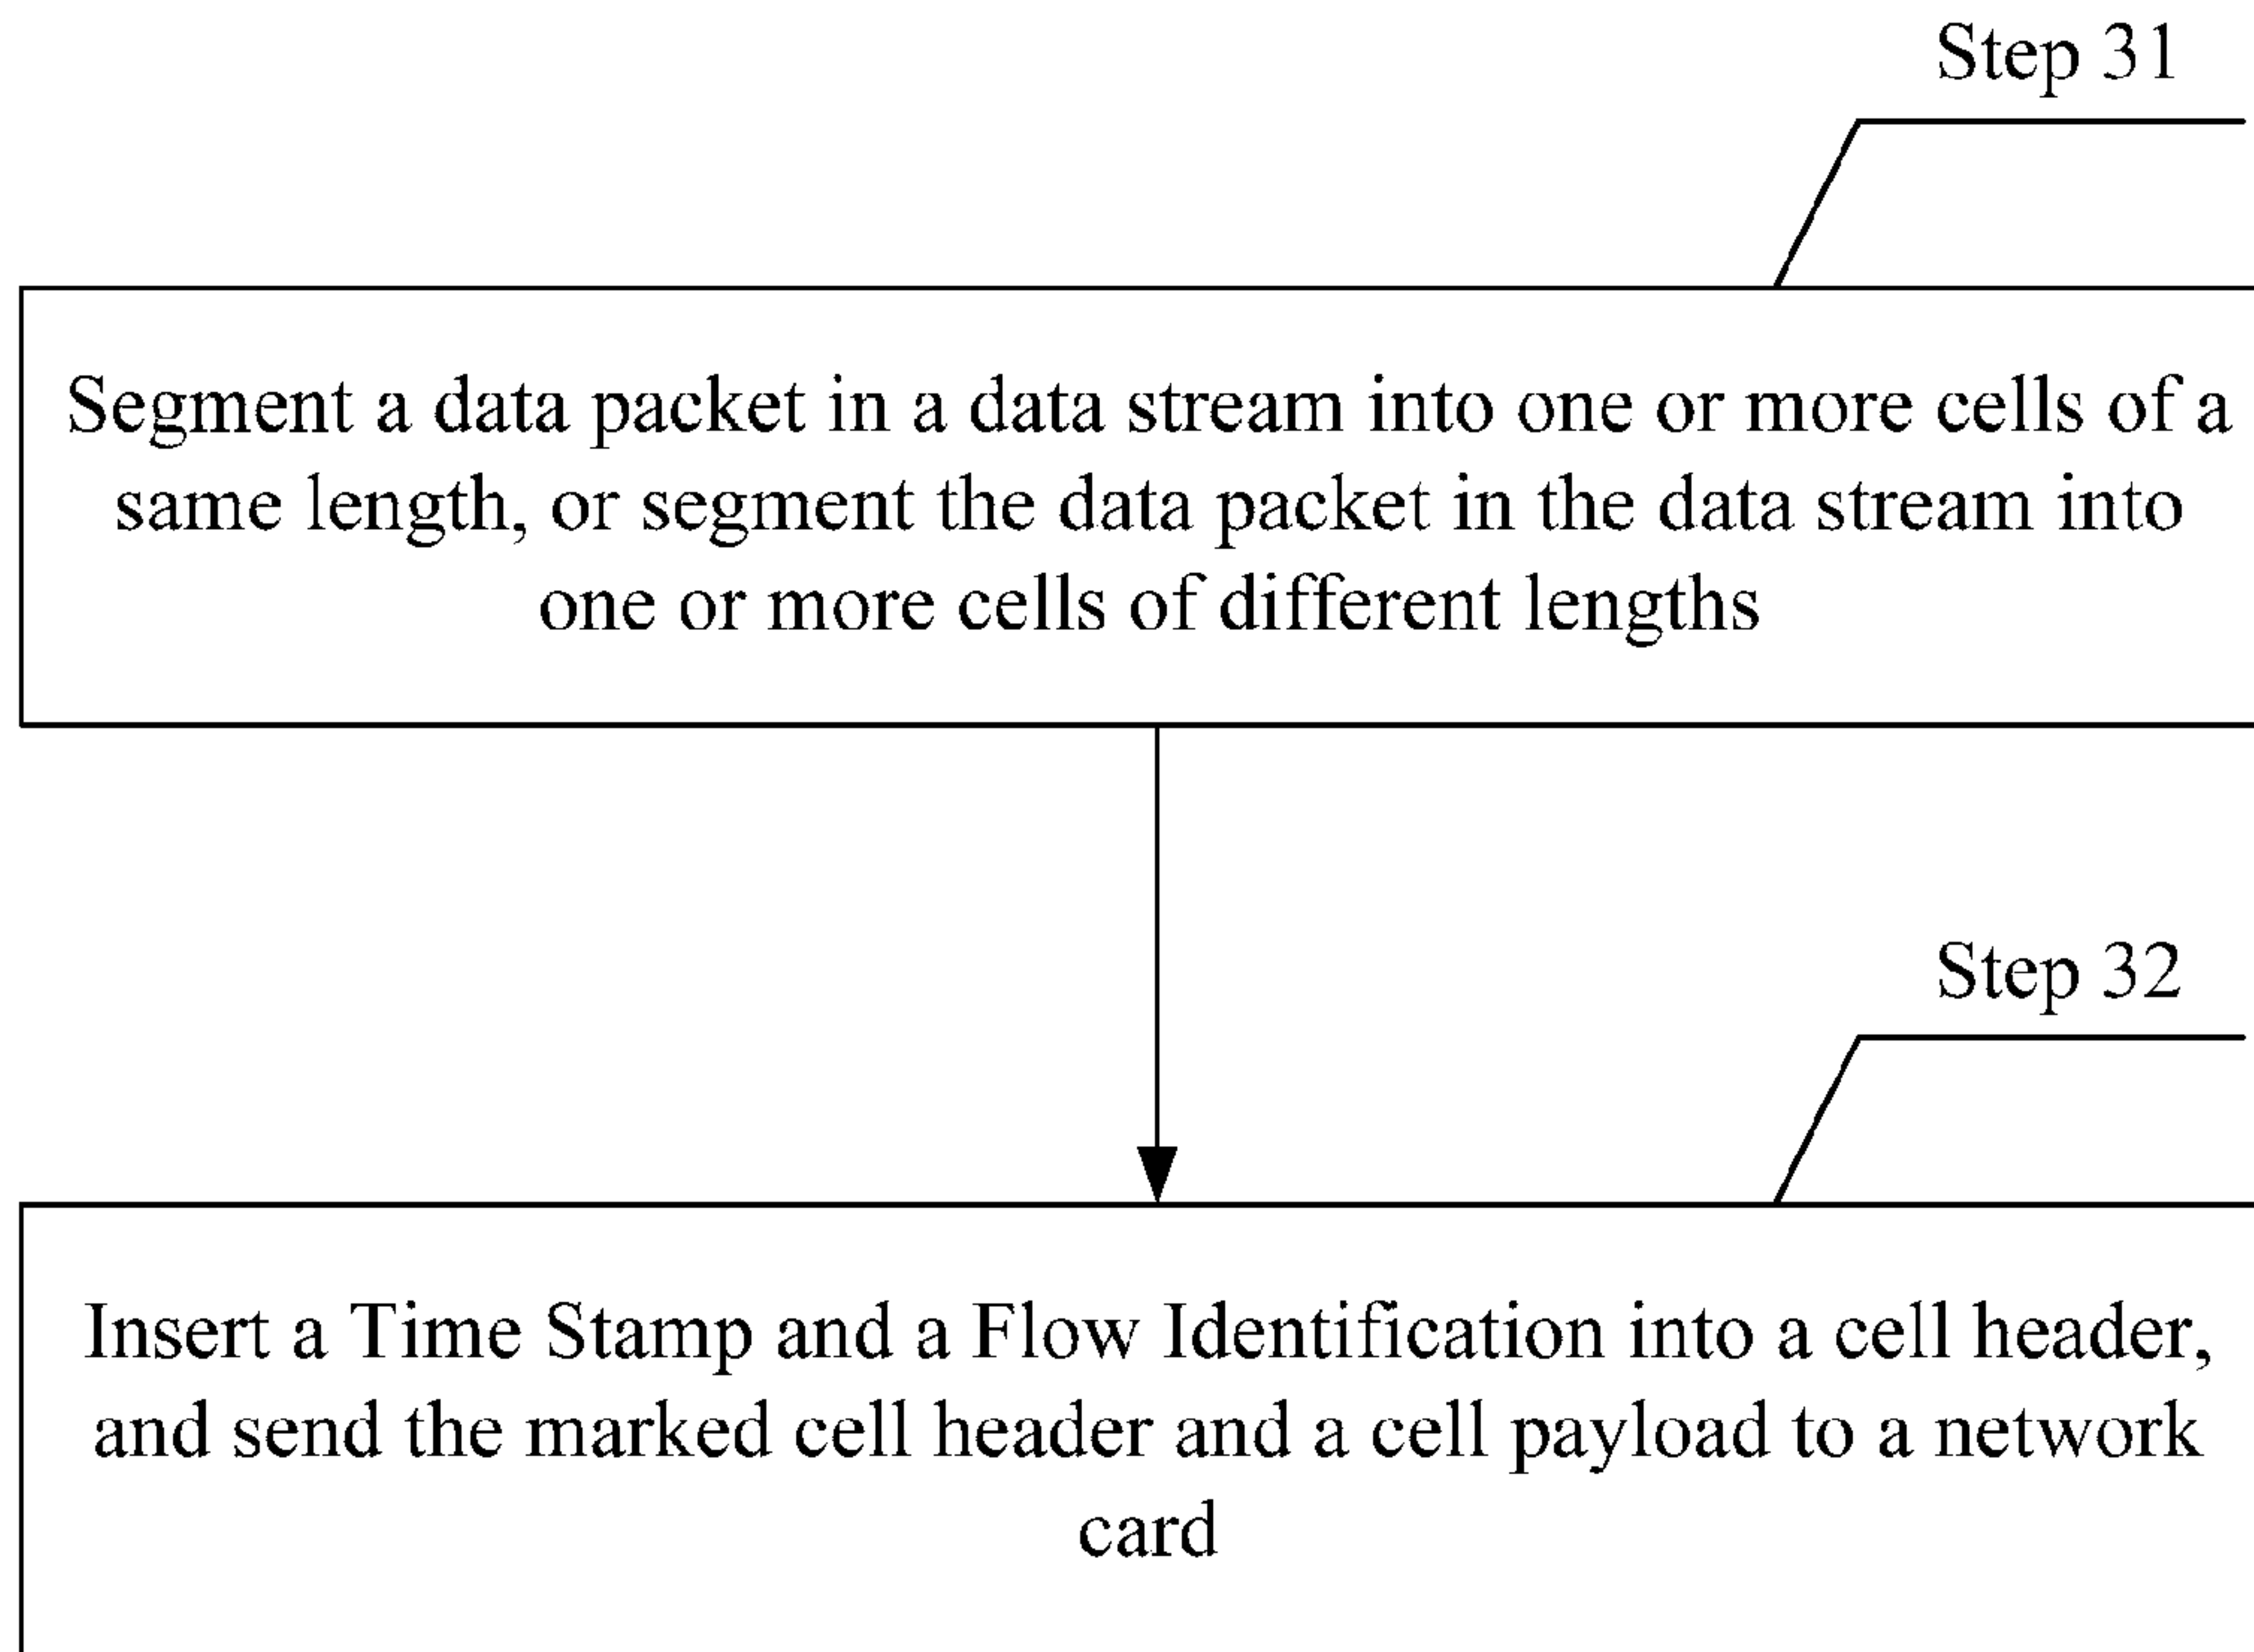 Step 31
Segment a data packet in a data stream into one or more cells of a
same length, or segment the data packet in the data stream into
one or more cells of different lengths
Step 32
Insert a Time Stamp and a Flow Identification into a cell header,
and send the marked cell header and a cell payload to a network
card